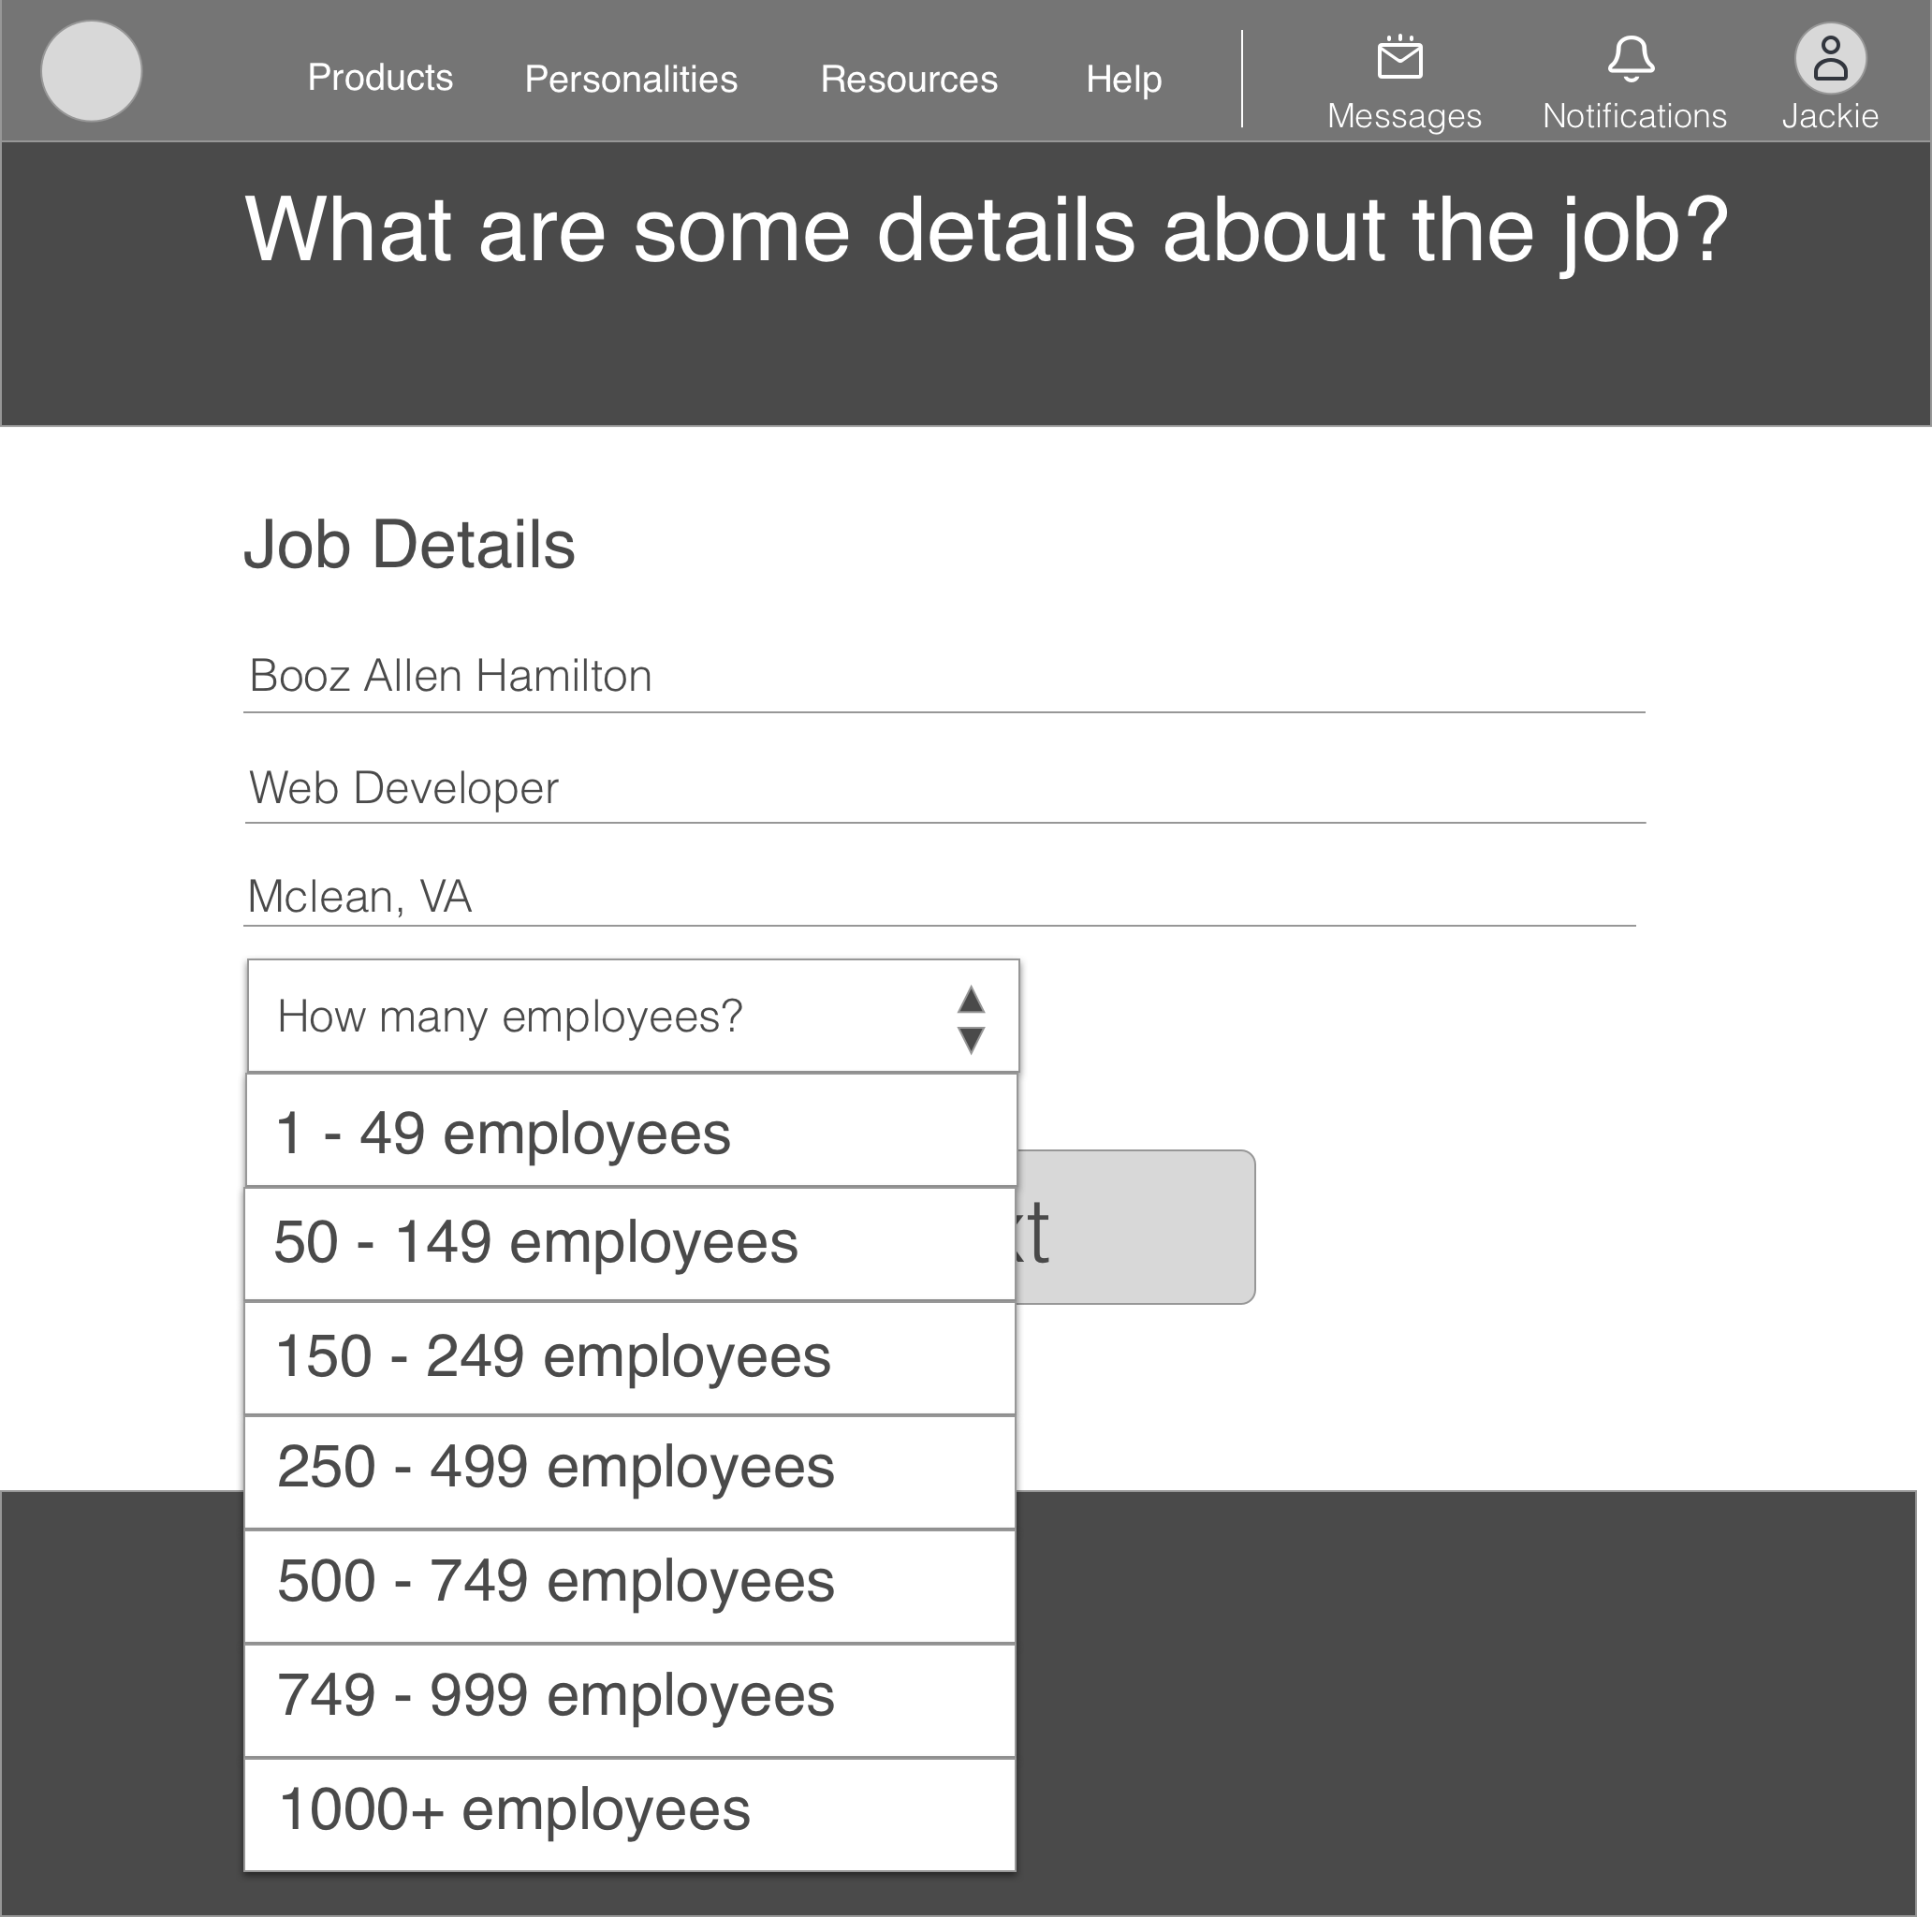 Products Personalities Resources Help
Messages Notifications Jackie
What are some details about the job?
Job Details
Booz Allen Hamilton
Web Developer
Mclean, VA
How many employees?
1 - 49 employees
50 - 149 employees
150 - 249 employees
250 - 499 employees
500 - 749 employees
749 - 999 employees
1000+ employees